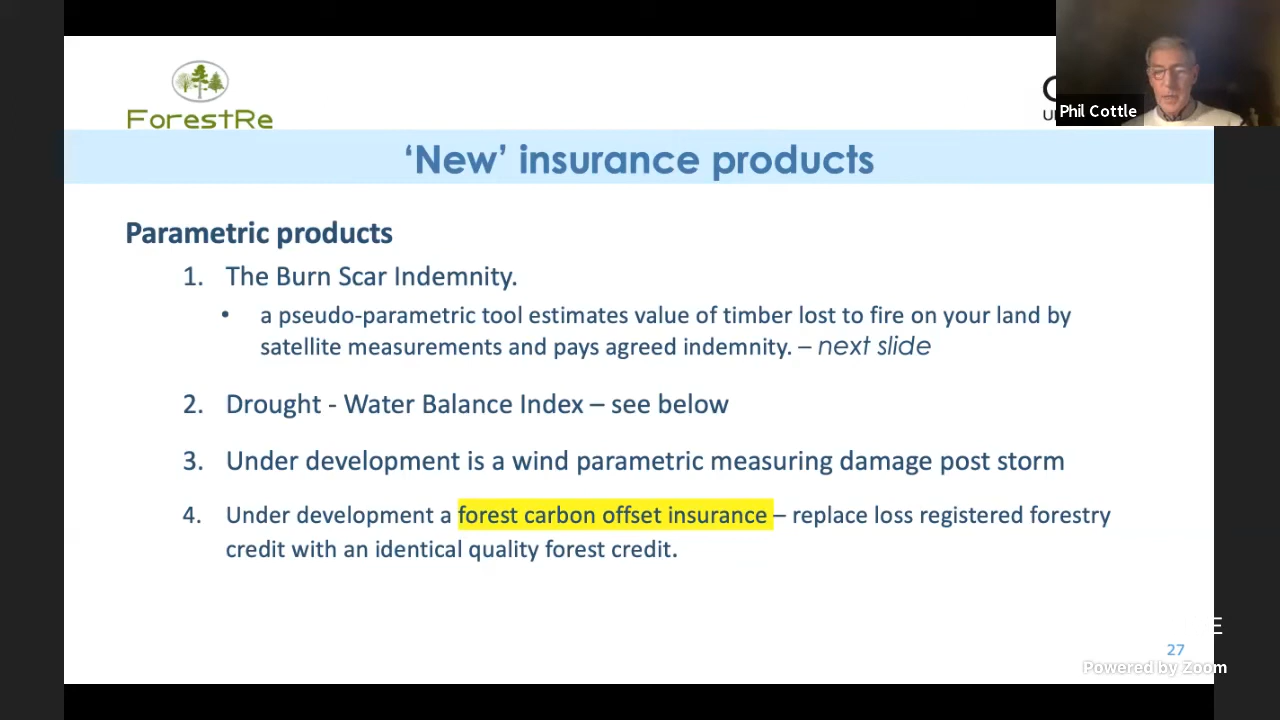 ForestRe
Phil Cottle
‘New’ insurance products
Parametric products
1. The Burn Scar Indemnity.
• a pseudo-parametric tool estimates value of timber lost to fire on your land by
satellite measurements and pays agreed indemnity. – next slide
2. Drought - Water Balance Index – see below
3. Under development is a wind parametric measuring damage post storm
4. Under development a forest carbon offset insurance – replace loss registered forestry
credit with an identical quality forest credit.
27
Powered by Zoom